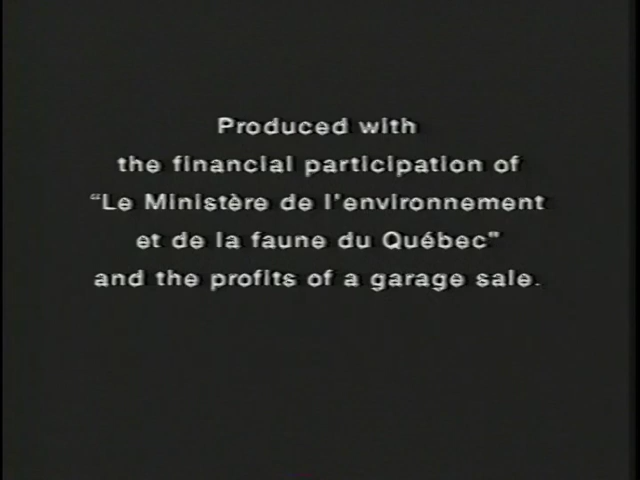 Produced with
the financial participation of
“Le Ministère de l'environnement
et de la faune du Québec"
and the profits of a garage sale.